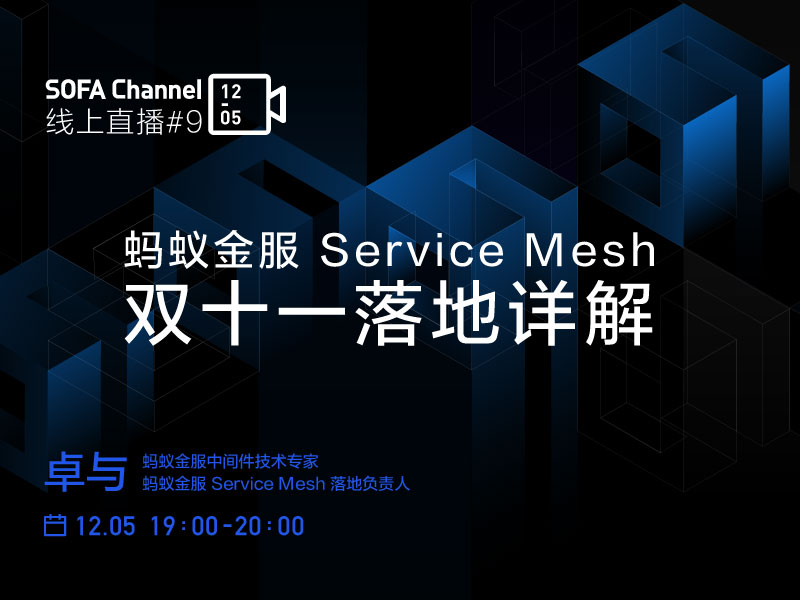 SOFA Channel
线上直播#9
12
-
05
蚂蚁金服 Service Mesh
双十一落地详解
卓与
蚂蚁金服中间件技术专家
蚂蚁金服 Service Mesh 落地负责人
12.05 19:00-20:00